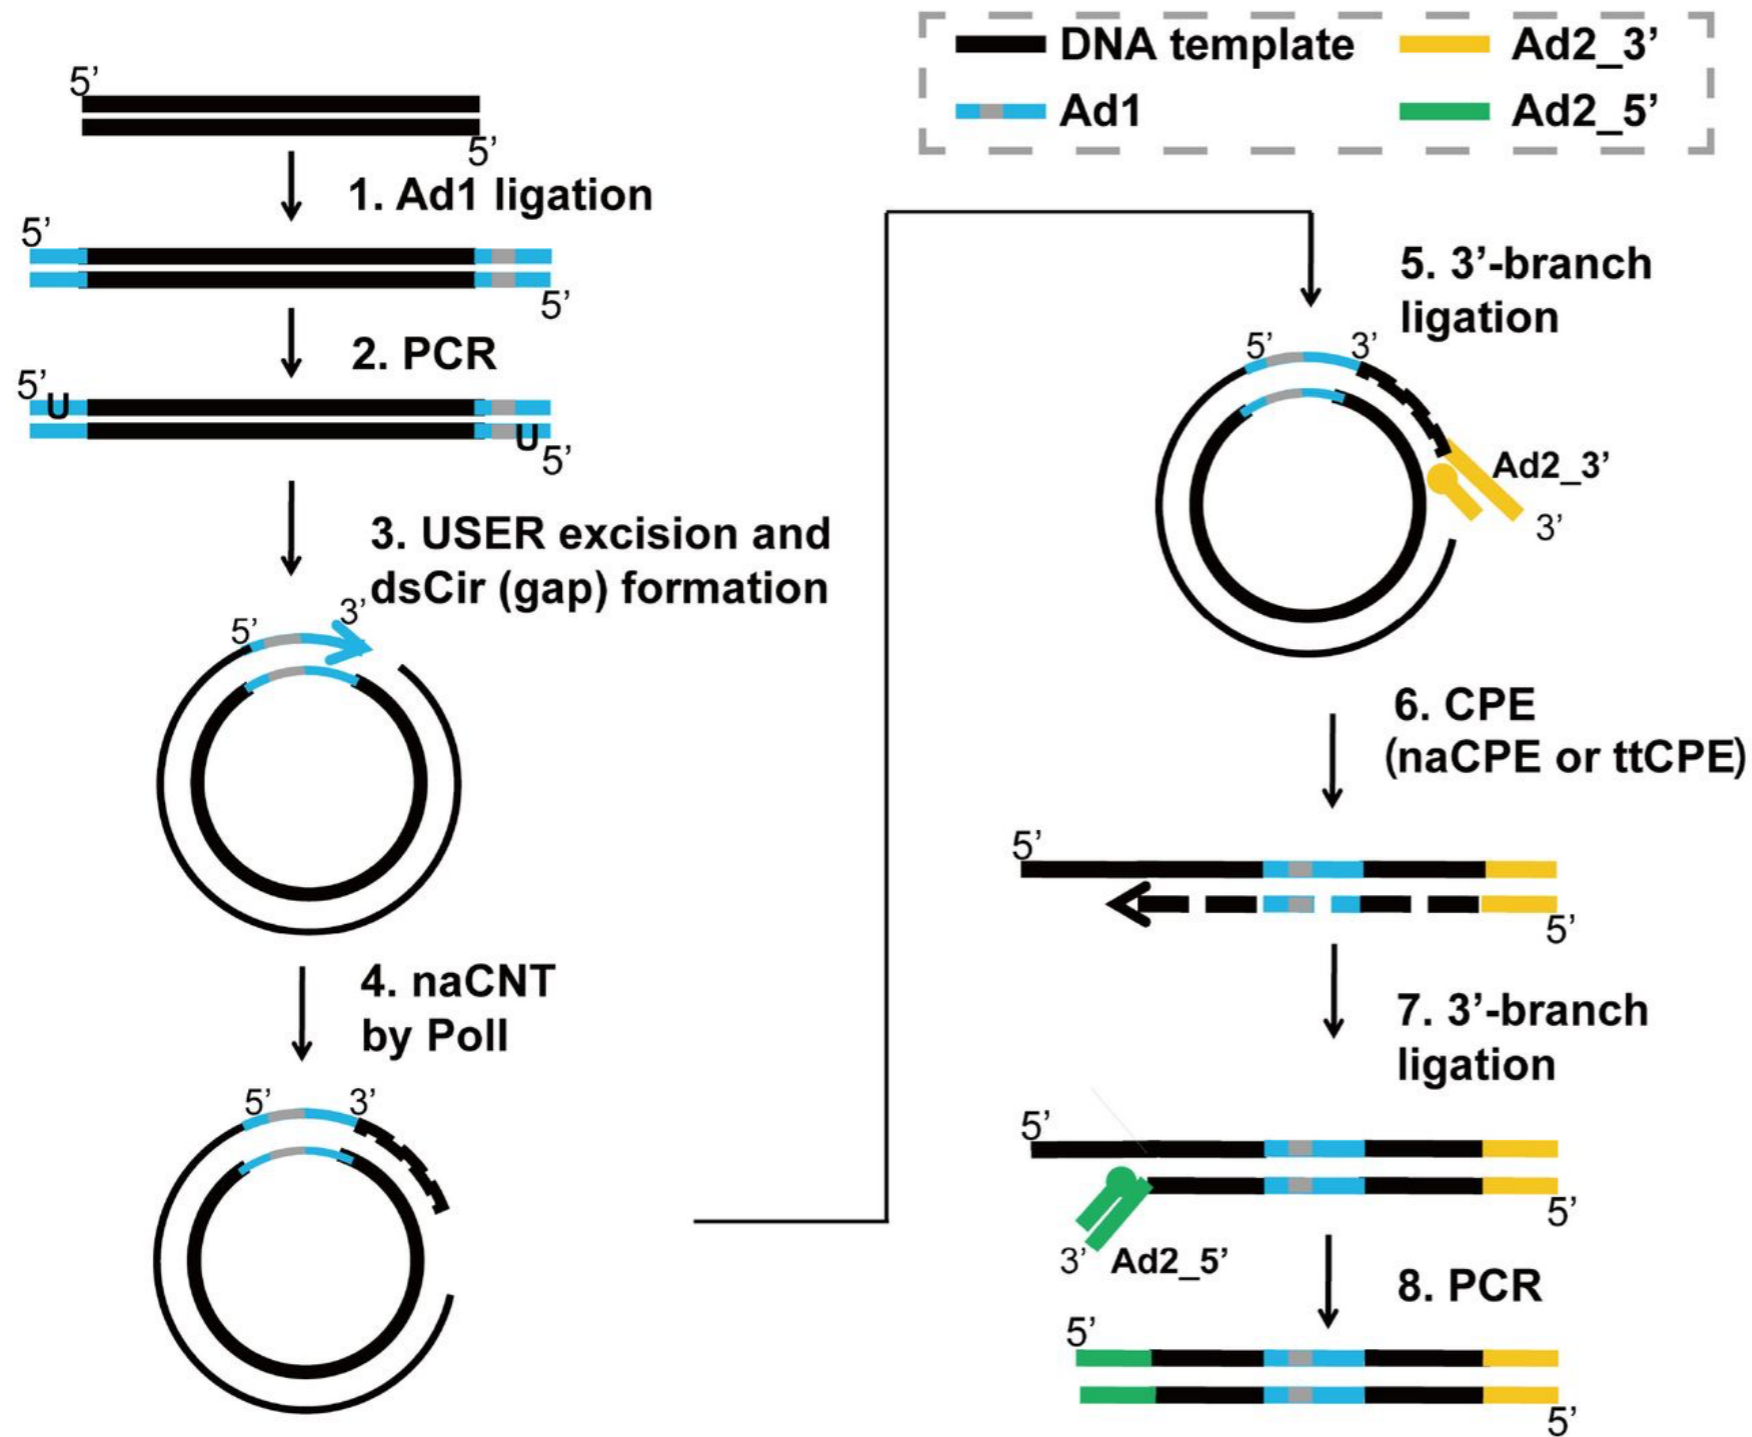 DNA template
Ad2_3’
Ad1
Ad2_5’
5’
5’
1. Ad1 ligation
5’
5’
2. PCR
5’
U
U
5’
3. USER excision and
dsCir (gap) formation
5’
3’
4. naCNT
by PolI
5’
3’
5. 3’-branch
ligation
5’
3’
Ad2_3’
3’
6. CPE
(naCPE or ttCPE)
5’
5’
7. 3’-branch
ligation
5’
5’
3’
Ad2_5’
8. PCR
5’
5’